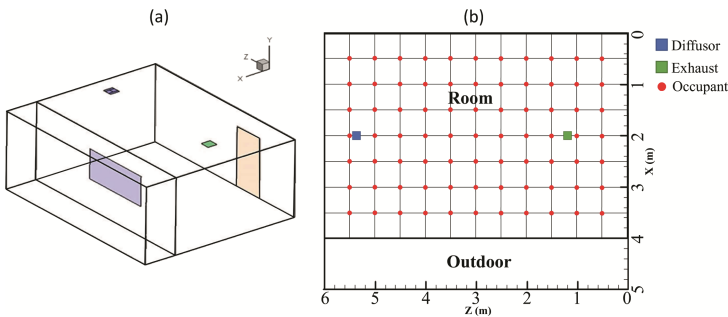 (a)
(b)
Y
Z
X
Room
Outdoor
0
1
2
3
4
5
X (m)
6 5 4 3 2 1 0
Z (m)
Diffusor
Exhaust
Occupant